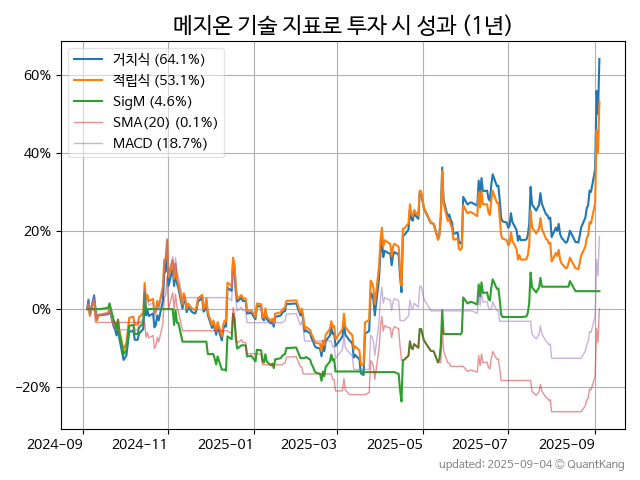 메지온 기술 지표로 투자 시 성과 (1년)
거치식 (64.1%)
적립식 (53.1%)
SigM (4.6%)
SMA(20) (0.1%)
MACD (18.7%)
60%
40%
20%
0%
−20%
2024-09 2024-11 2025-01 2025-03 2025-05 2025-07 2025-09
updated: 2025-09-04 © QuantKang